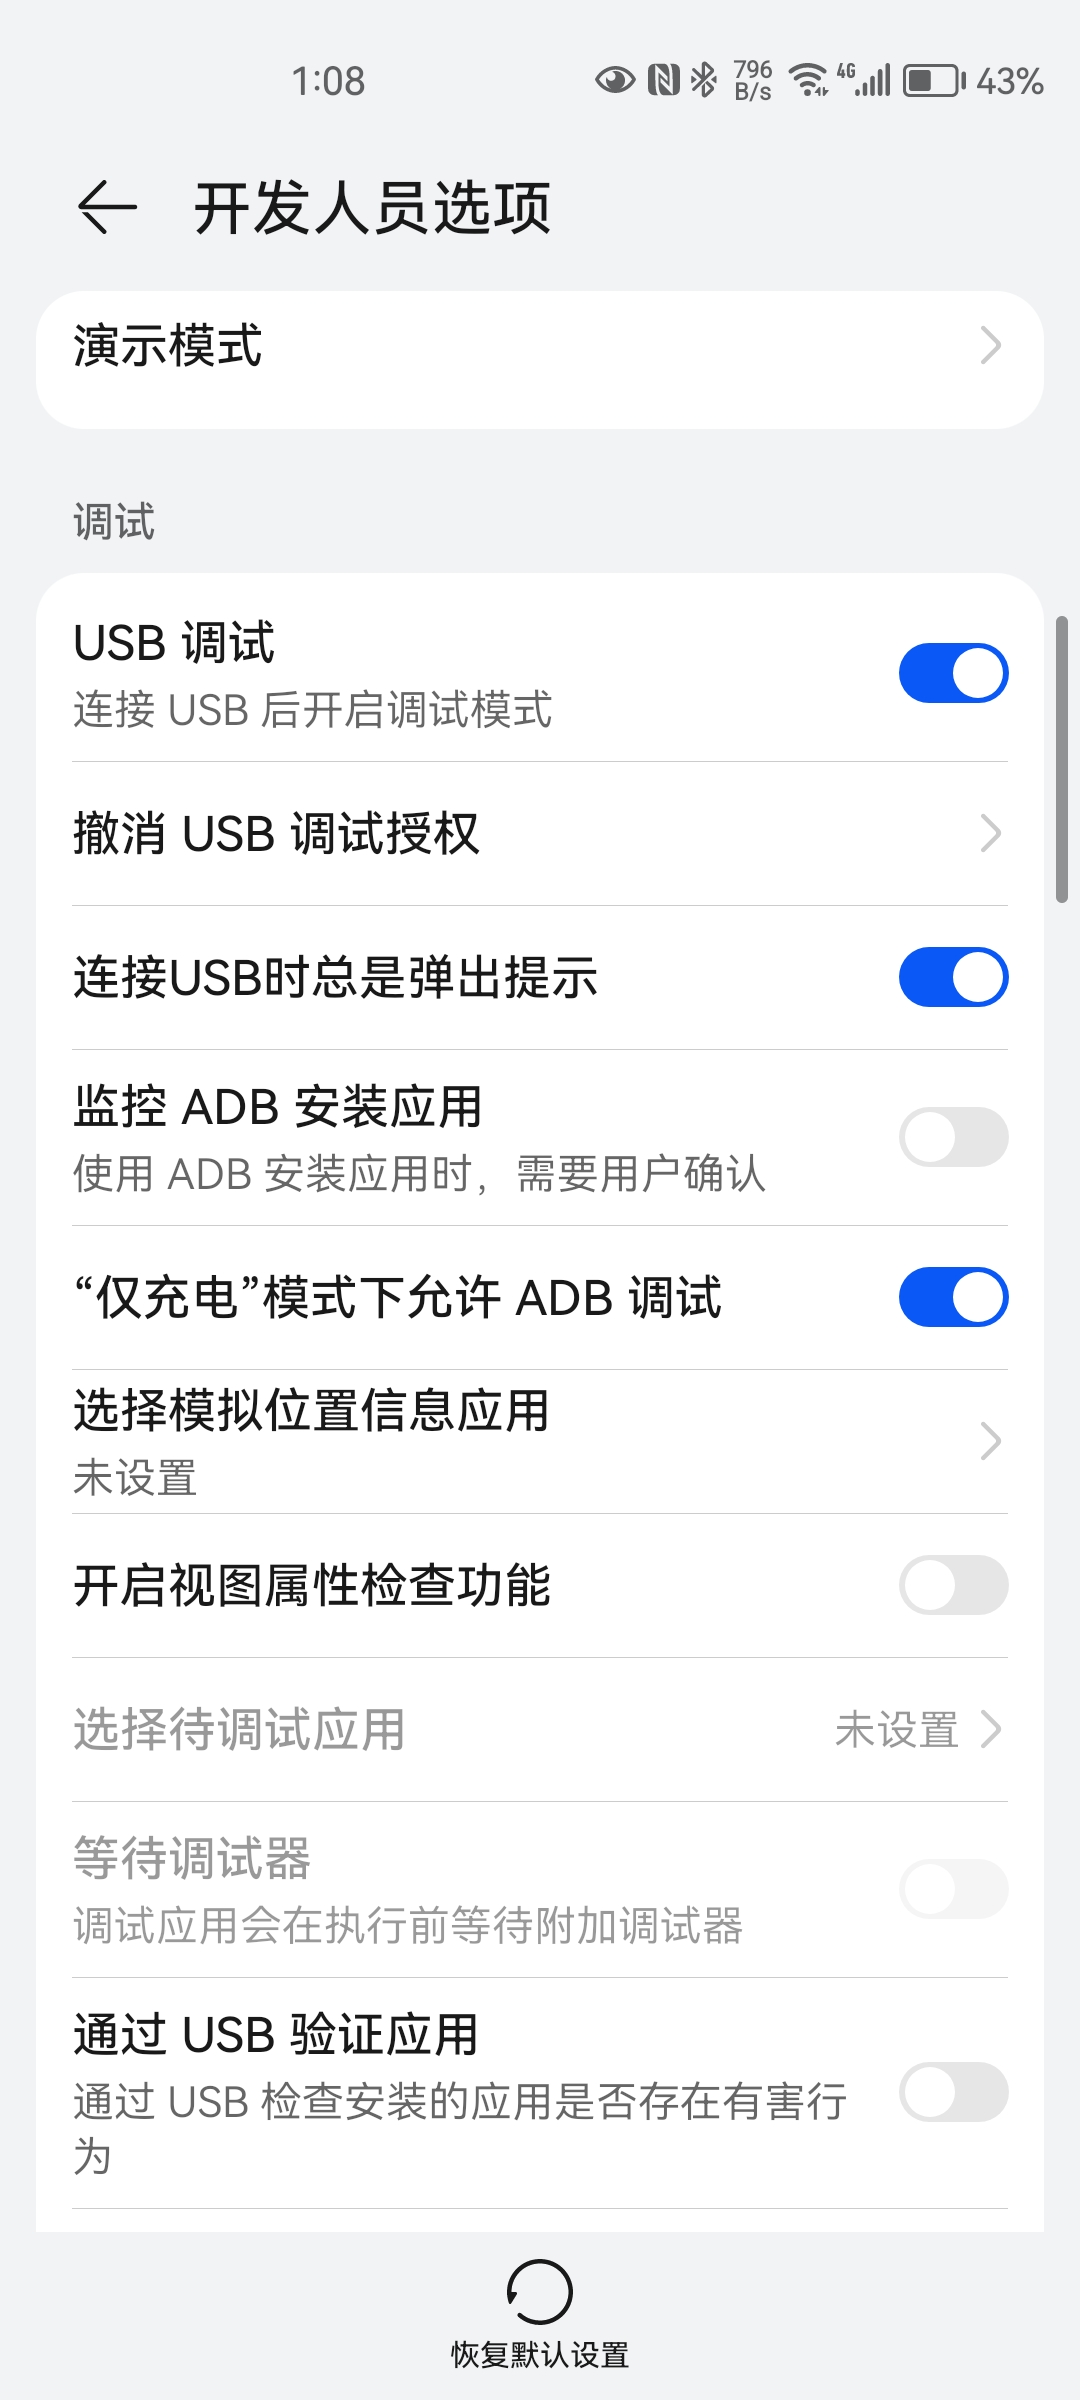 1:08
796 B/s
4G
43%
开发人员选项
演示模式
调试
USB 调试
连接 USB 后开启调试模式
撤消 USB 调试授权
连接USB时总是弹出提示
监控 ADB 安装应用
使用 ADB 安装应用时，需要用户确认
“仅充电”模式下允许 ADB 调试
选择模拟位置信息应用
未设置
开启视图属性检查功能
选择待调试应用
未设置
等待调试器
调试应用会在执行前等待附加调试器
通过 USB 验证应用
通过 USB 检查安装的应用是否存在有害行
为
恢复默认设置